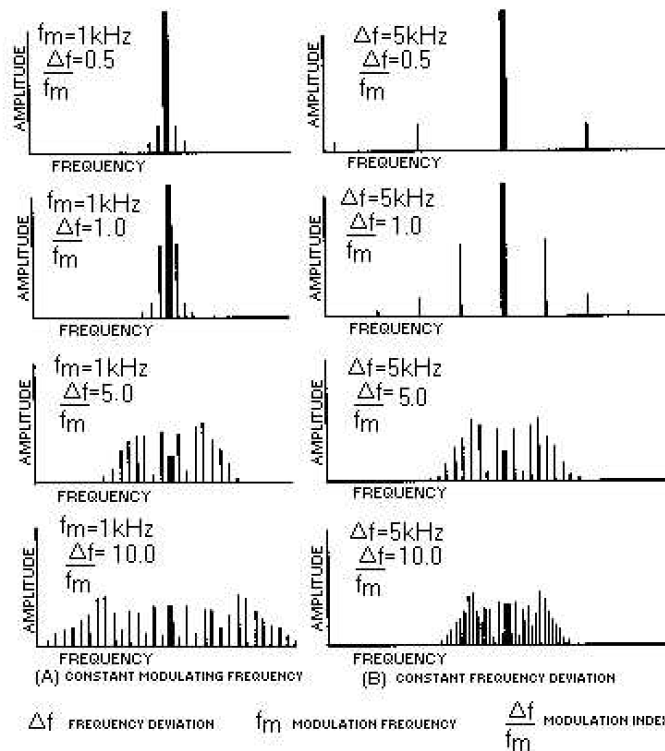 AMPLITUDE
fm=1kHz
Δf=0.5
fm
FREQUENCY
AMPLITUDE
Δf=5kHz
Δf=0.5
fm
FREQUENCY
AMPLITUDE
fm=1kHz
Δf=1.0
fm
FREQUENCY
AMPLITUDE
Δf=5kHz
Δf= 1.0
fm
FREQUENCY
AMPLITUDE
fm=1kHz
Δf=5.0
fm
FREQUENCY
AMPLITUDE
Δf=5kHz
Δf= 5.0
fm
FREQUENCY
AMPLITUDE
fm=1kHz
Δf= 10.0
fm
FREQUENCY
AMPLITUDE
Δf=5kHz
Δf=10.0
fm
FREQUENCY
(A) CONSTANT MODULATING FREQUENCY
(B) CONSTANT FREQUENCY DEVIATION
Δf FREQUENCY DEVIATION
fm MODULATION FREQUENCY
Δf
fm MODULATION INDEX